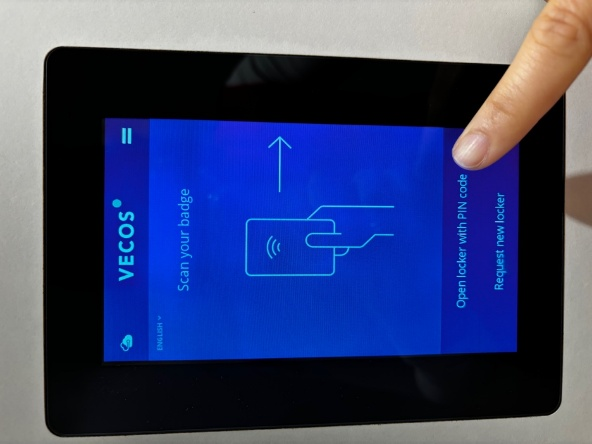 VECOS
ENGLISH
Scan your badge
Open locker with PIN code
Request new locker